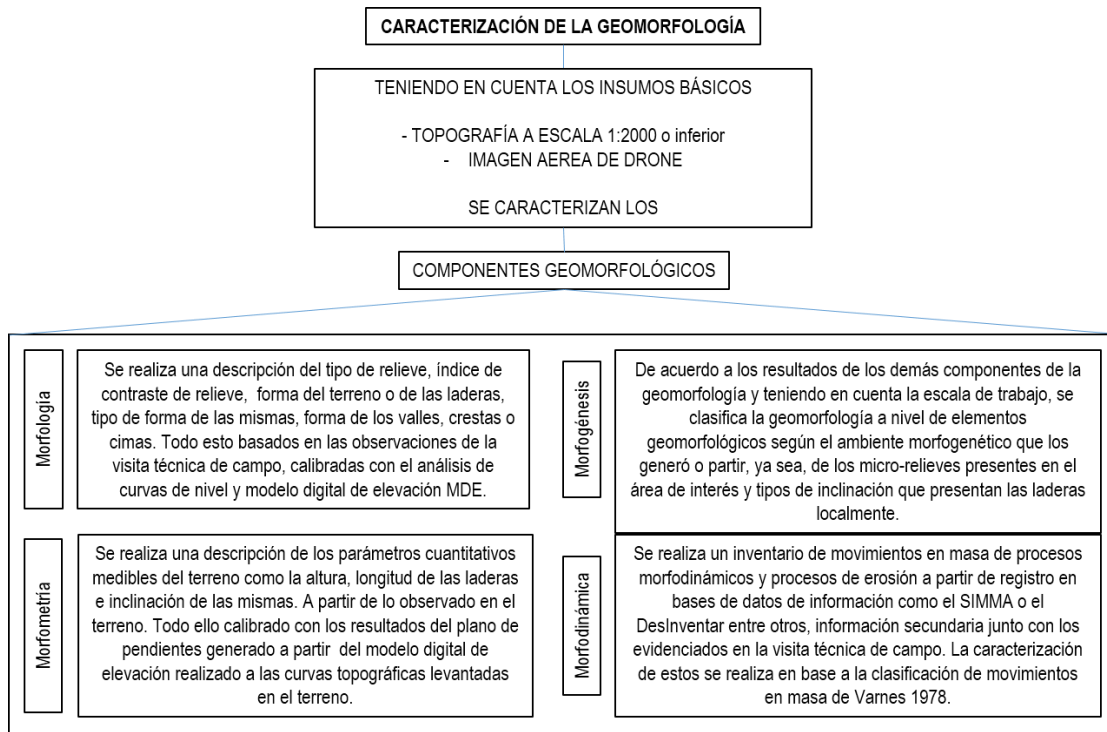 CARACTERIZACIÓN DE LA GEOMORFOLOGÍA
TENIENDO EN CUENTA LOS INSUMOS BÁSICOS
- TOPOGRAFÍA A ESCALA 1:2000 o inferior
- IMAGEN AEREA DE DRONE
SE CARACTERIZAN LOS
COMPONENTES GEOMORFOLÓGICOS
Morfología
Se realiza una descripción del tipo de relieve, índice de
contraste de relieve, forma del terreno o de las laderas,
tipo de forma de las mismas, forma de los valles, crestas o
cimas. Todo esto basados en las observaciones de la
visita técnica de campo, calibradas con el análisis de
curvas de nivel y modelo digital de elevación MDE.
Morfogénesis
De acuerdo a los resultados de los demás componentes de la
geomorfología y teniendo en cuenta la escala de trabajo, se
clasifica la geomorfología a nivel de elementos
geomorfológicos según el ambiente morfogenético que los
generó o partir, ya sea, de los micro-relieves presentes en el
área de interés y tipos de inclinación que presentan las laderas
localmente.
Morfometría
Se realiza una descripción de los parámetros cuantitativos
medibles del terreno como la altura, longitud de las laderas
e inclinación de las mismas. A partir de lo observado en el
terreno. Todo ello calibrado con los resultados del plano de
pendientes generado a partir del modelo digital de
elevación realizado a las curvas topográficas levantadas
en el terreno.
Morfodinámica
Se realiza un inventario de movimientos en masa de procesos
morfodinámicos y procesos de erosión a partir de registro en
bases de datos de información como el SIMMA o el
DesInventar entre otros, información secundaria junto con los
evidenciados en la visita técnica de campo. La caracterización
de estos se realiza en base a la clasificación de movimientos
en masa de Varnes 1978.